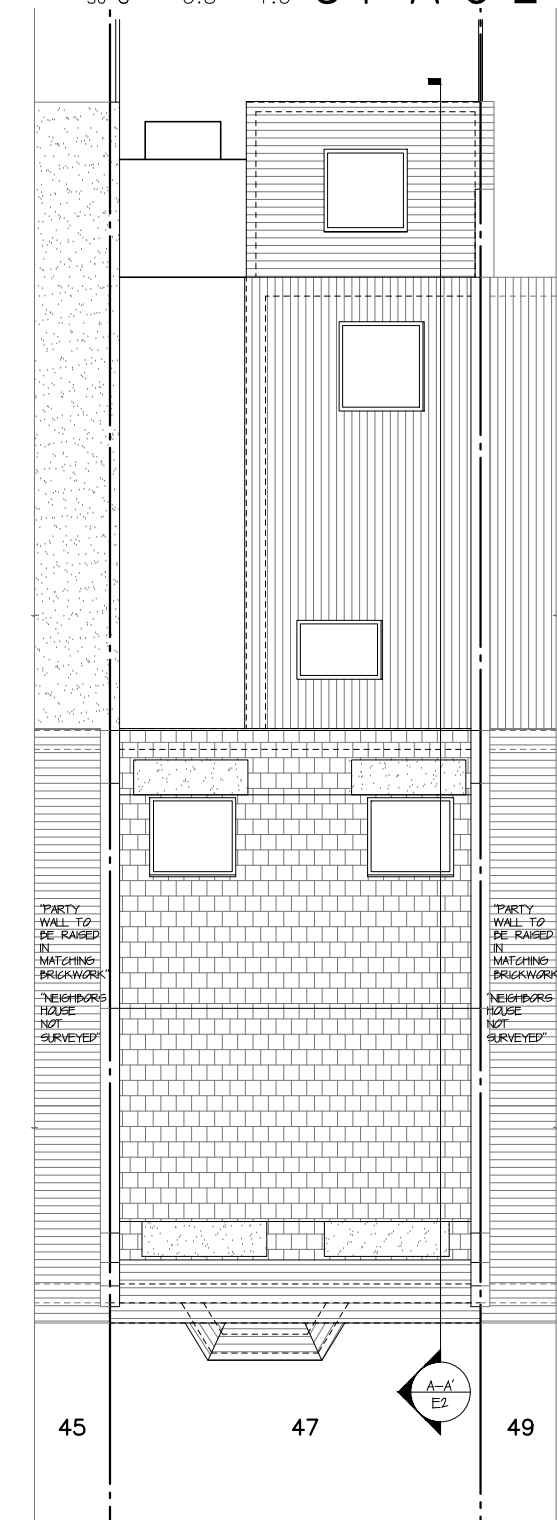 "PARTY
WALL TO
BE RAISED
IN
MATCHING
BRICKWORK"
"NEIGHBORS
HOUSE
NOT
SURVEYED"
"PARTY
WALL TO
BE RAISED
IN
MATCHING
BRICKWORK
"NEIGHBORS
HOUSE
NOT
SURVEYED"
A-A'
E2
45
47
49